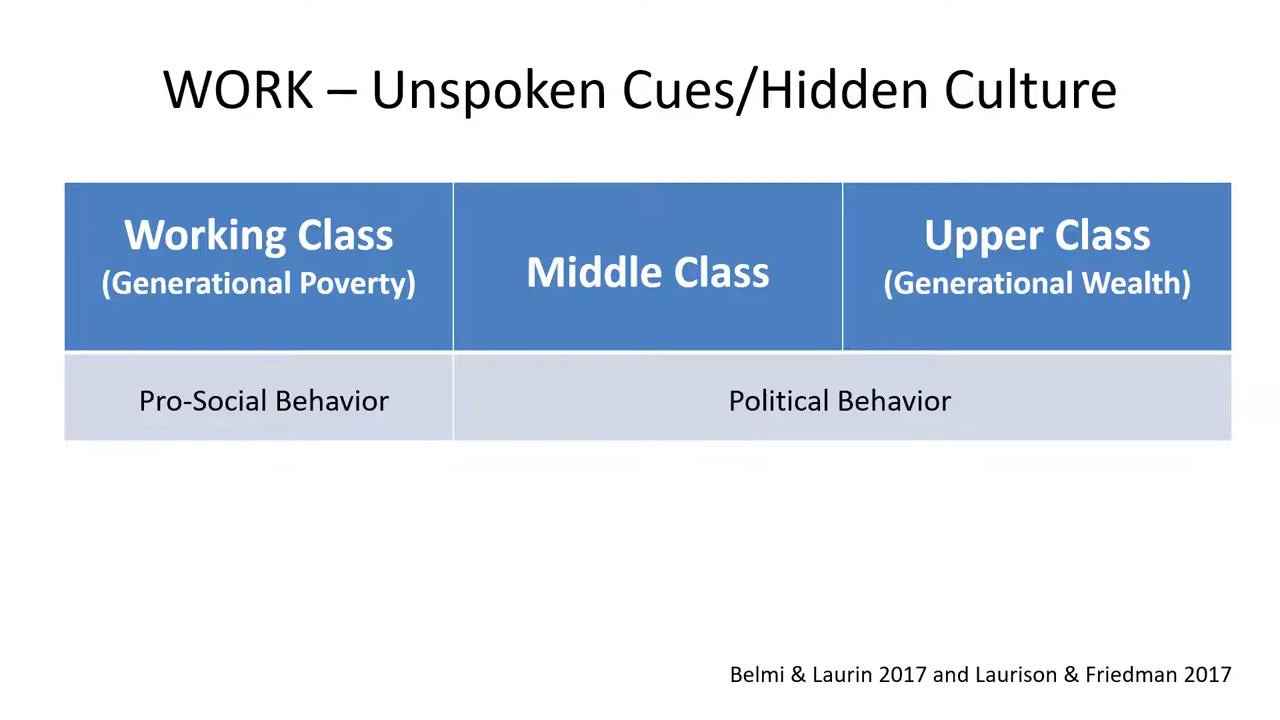 WORK – Unspoken Cues/Hidden Culture
Working Class
(Generational Poverty)
Middle Class
Upper Class
(Generational Wealth)
Pro-Social Behavior
Political Behavior
Belmi & Laurin 2017 and Laurison & Friedman 2017